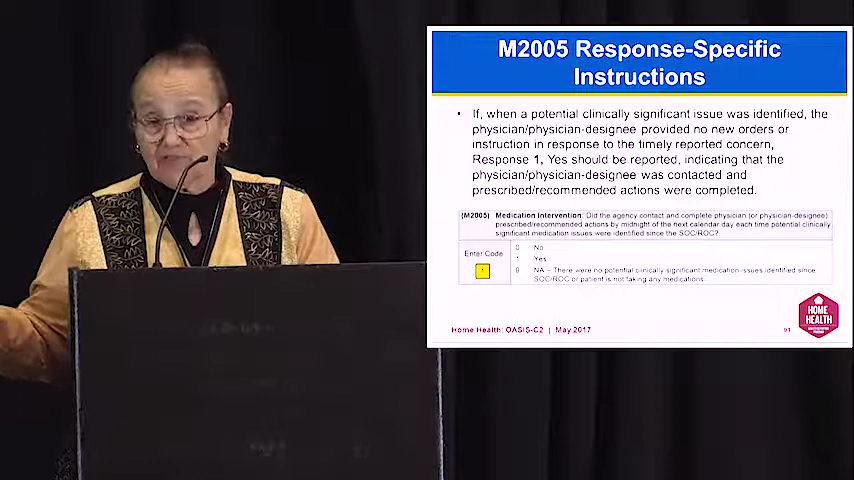 M2005 Response-Specific
Instructions
• If, when a potential clinically significant issue was identified, the
physician/physician-designee provided no new orders or
instruction in response to the timely reported concern,
Response 1, Yes should be reported, indicating that the
physician/physician-designee was contacted and
prescribed/recommended actions were completed.
(M2005) Medication Intervention: Did the agency contact and complete physician (or physician-designee)
prescribed/recommended actions by midnight of the next calendar day each time potential clinically
significant medication issues were identified since the SOC/ROC?
Enter Code
1
0 No
1 Yes
9 NA – There were no potential clinically significant medication issues identified since
SOC/ROC or patient is not taking any medications
Home Health: OASIS-C2 | May 2017
91
HOME
HEALTH